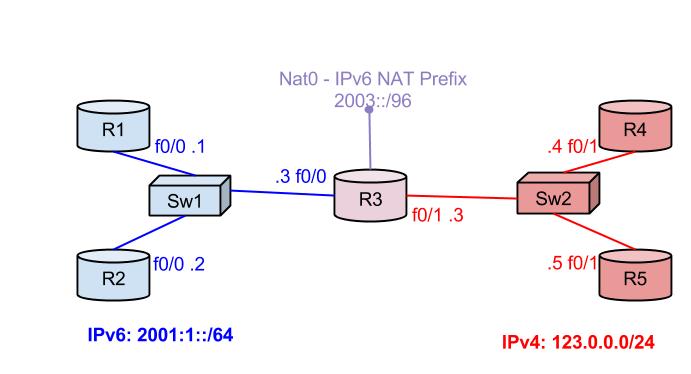 Nat0 - IPv6 NAT Prefix
2003::/96
R1
f0/0 .1
.4 f0/1
R4
Sw1
.3 f0/0
R3
f0/1 .3
Sw2
R2
f0/0 .2
.5 f0/1
R5
IPv6: 2001:1::/64
IPv4: 123.0.0.0/24